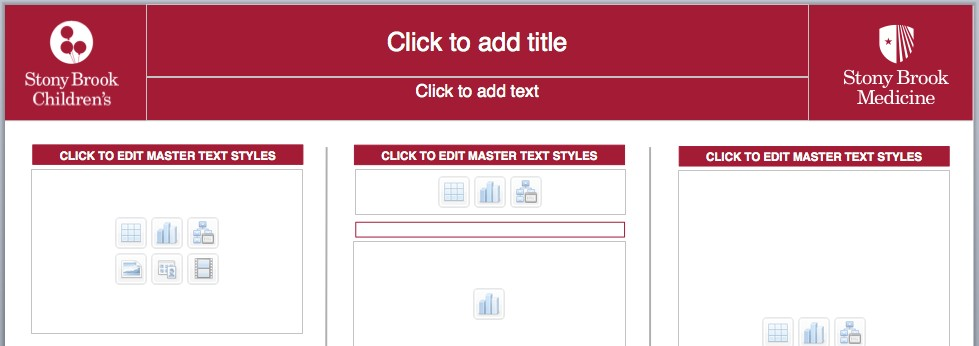 Stony Brook
Children's
Click to add title
Click to add text
Stony Brook
Medicine
CLICK TO EDIT MASTER TEXT STYLES
CLICK TO EDIT MASTER TEXT STYLES
CLICK TO EDIT MASTER TEXT STYLES